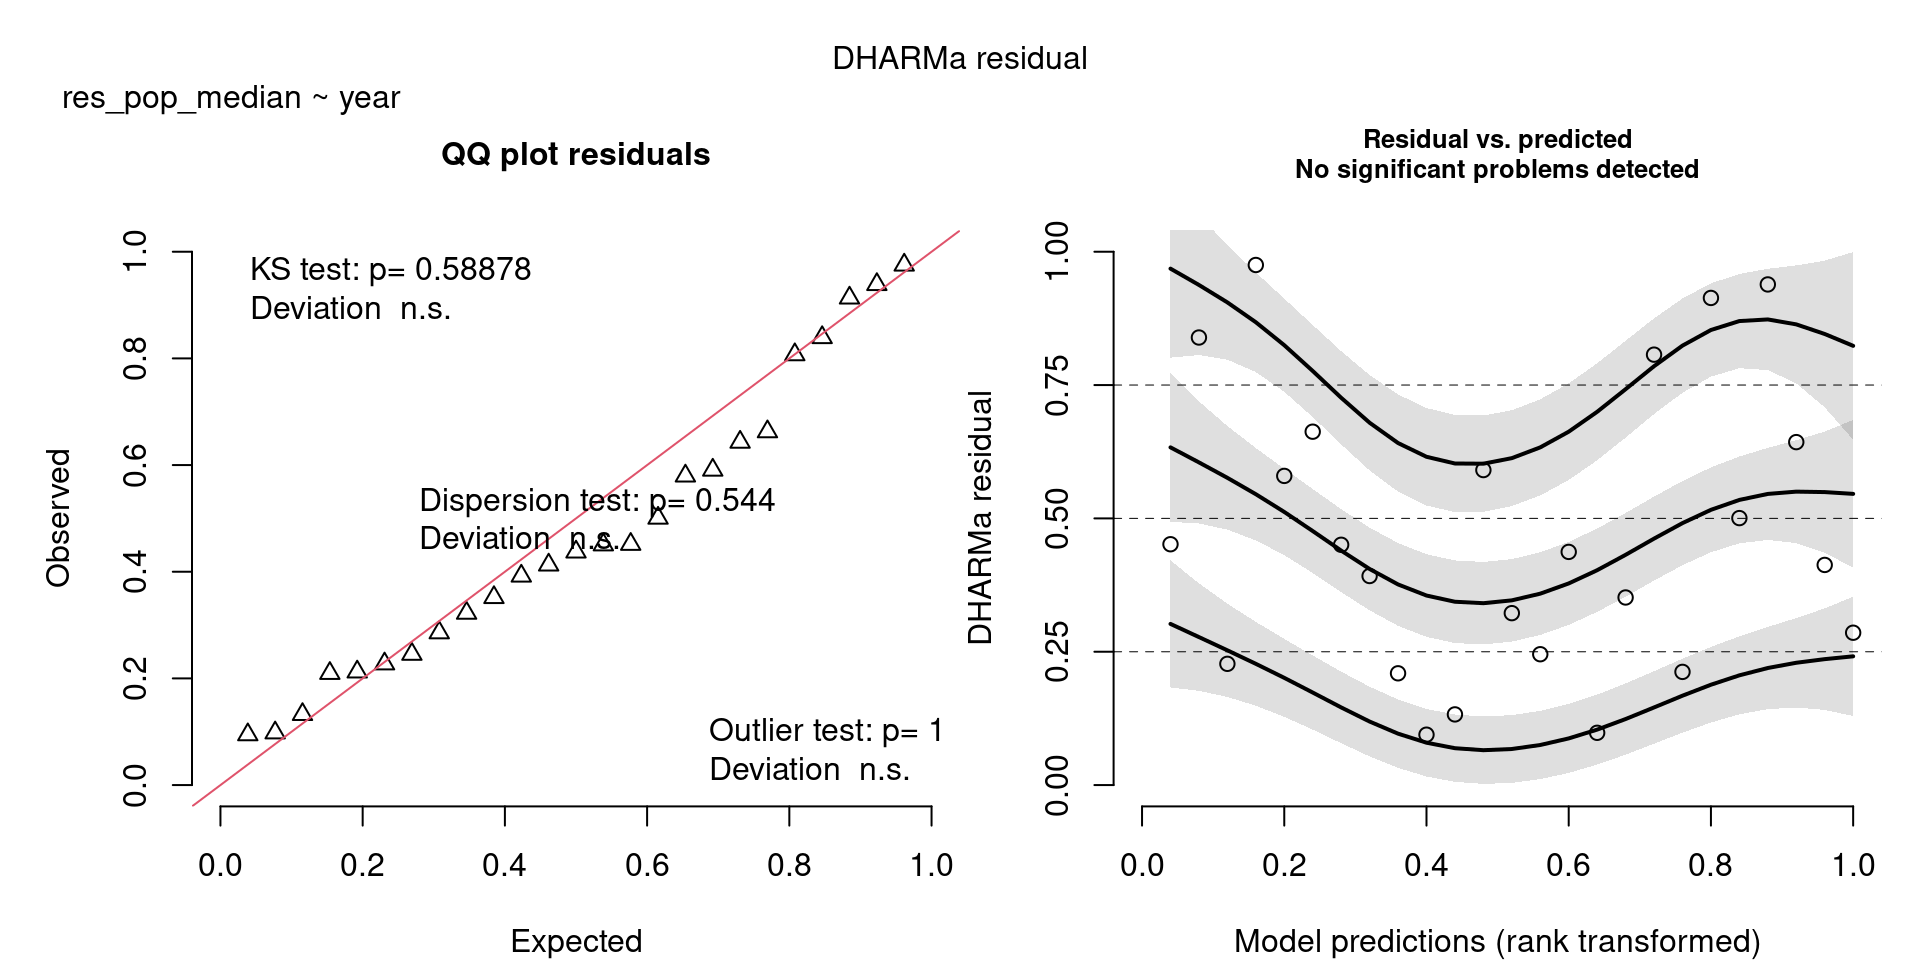 DHARMa residual
res_pop_median ~ year
QQ plot residuals
KS test: p= 0.58878
Deviation  n.s.
Dispersion test: p= 0.544
Deviation  n.s.
Outlier test: p= 1
Deviation  n.s.
Observed
0.0 0.2 0.4 0.6 0.8 1.0
0.0 0.2 0.4 0.6 0.8 1.0
Expected
Residual vs. predicted
No significant problems detected
DHARMa residual
0.00 0.25 0.50 0.75 1.00
0.0 0.2 0.4 0.6 0.8 1.0
Model predictions (rank transformed)